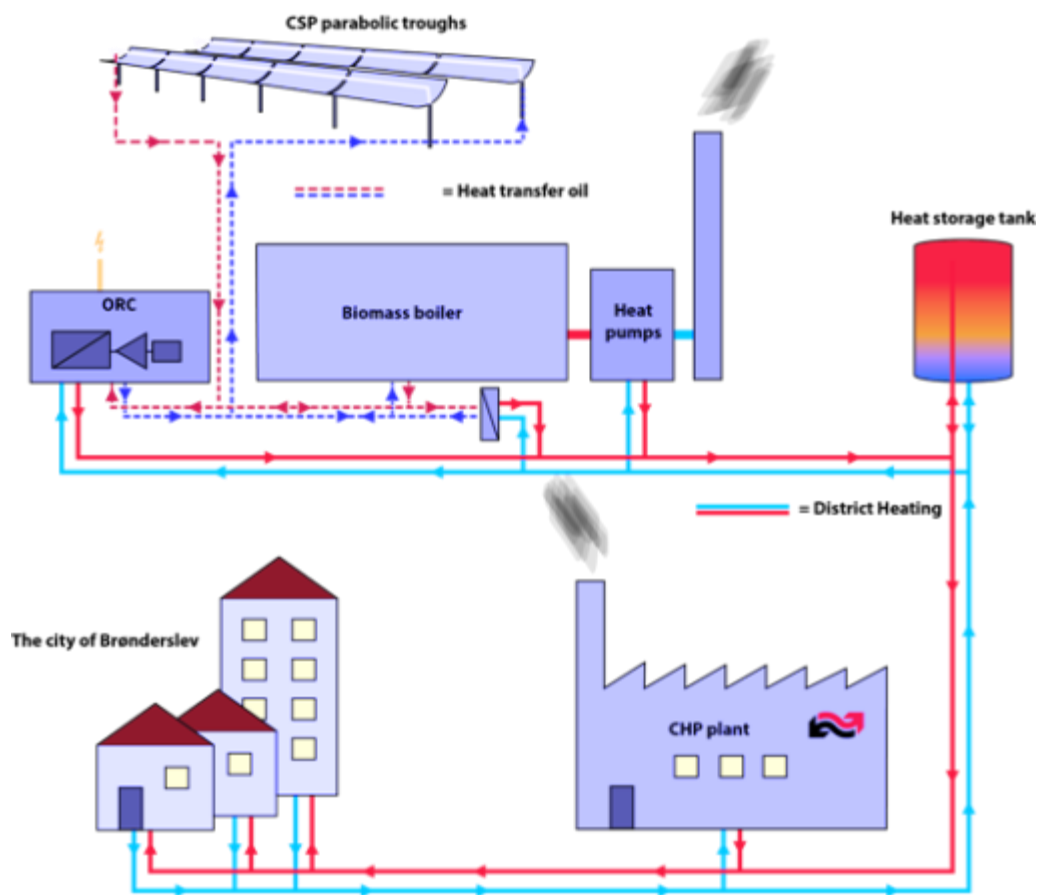 CSP parabolic troughs
= Heat transfer oil
Heat storage tank
ORC
Biomass boiler
Heat
pumps
= District Heating
The city of Brønderslev
CHP plant